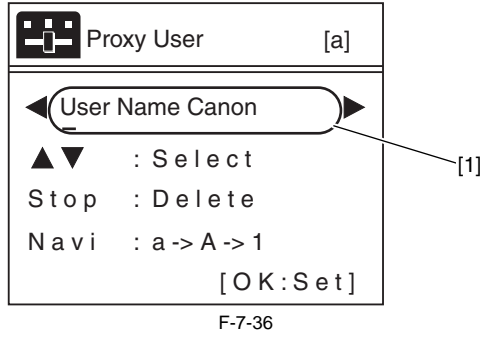 Proxy User [a]
◀ User Name Canon ▶
[1]
▲▼ : Select
Stop : Delete
Navi : a -> A -> 1
[OK:Set]
F-7-36